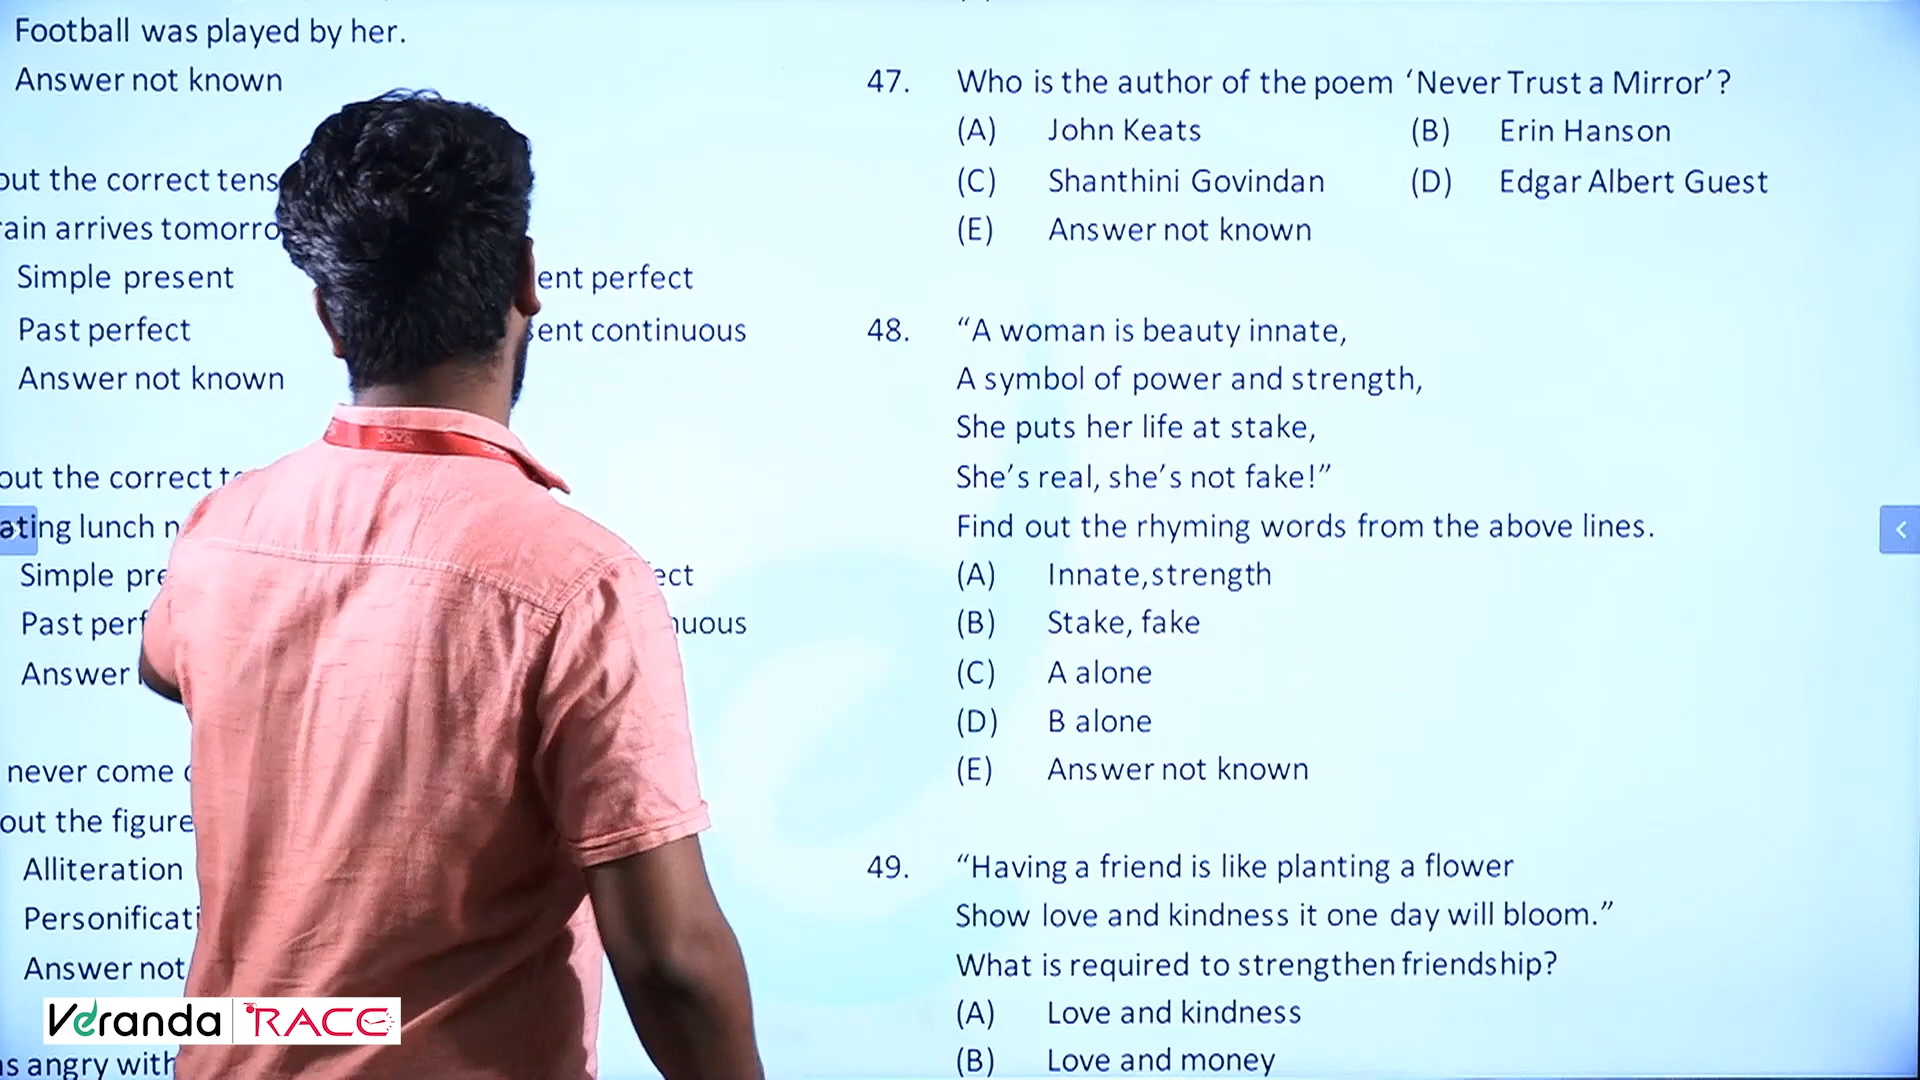 Football was played by her.
Answer not known
out the correct tens
ain arrives tomorro
Simple present
ent perfect
Past perfect
ent continuous
Answer not known
out the correct
ating lunch
Simple pre
ect
Past perf
nuous
Answer
never come
out the figure
Alliteration
Personificati
Answer not
s angry with
47. Who is the author of the poem ‘Never Trust a Mirror’?
(A) John Keats (B) Erin Hanson
(C) Shanthini Govindan (D) Edgar Albert Guest
(E) Answer not known
48. “A woman is beauty innate,
A symbol of power and strength,
She puts her life at stake,
She’s real, she’s not fake!”
Find out the rhyming words from the above lines.
(A) Innate,strength
(B) Stake, fake
(C) A alone
(D) B alone
(E) Answer not known
49. “Having a friend is like planting a flower
Show love and kindness it one day will bloom.”
What is required to strengthen friendship?
(A) Love and kindness
(B) Love and money
Veranda RACE